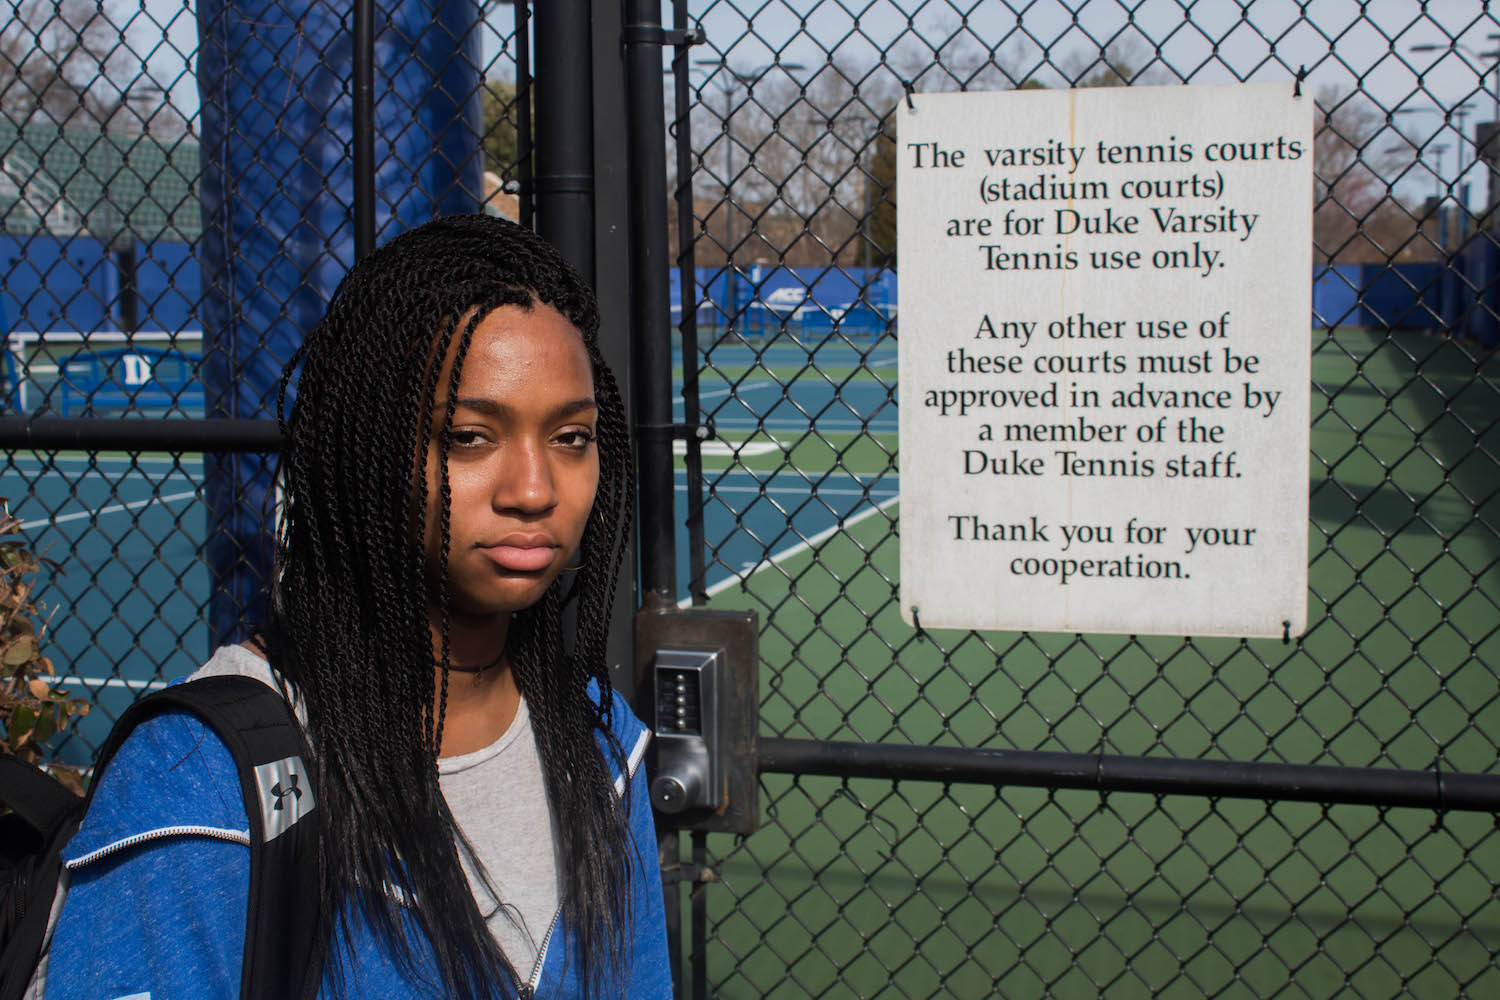 The varsity tennis courts
(stadium courts)
are for Duke Varsity
Tennis use only.
Any other use of
these courts must be
approved in advance by
a member of the
Duke Tennis staff.
Thank you for your
cooperation.
D
ACC